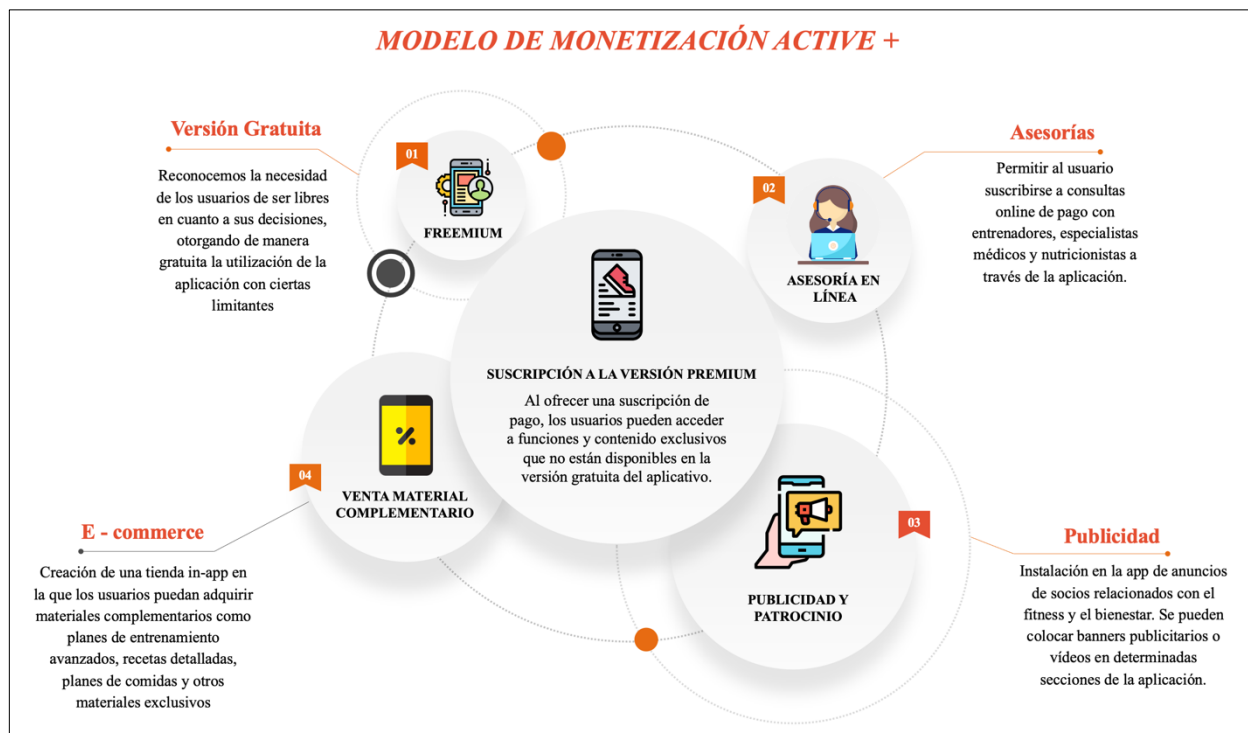 MODELO DE MONETIZACIÓN ACTIVE +
Versión Gratuita
Reconocemos la necesidad
de los usuarios de ser libres
en cuanto a sus decisiones,
otorgando de manera
gratuita la utilización de la
aplicación con ciertas
limitantes
01
FREEMIUM
02
ASESORÍA EN
LÍNEA
Asesorías
Permitir al usuario
suscribirse a consultas
online de pago con
entrenadores, especialistas
médicos y nutricionistas a
través de la aplicación.
SUSCRIPCIÓN A LA VERSIÓN PREMIUM
Al ofrecer una suscripción de
pago, los usuarios pueden acceder
a funciones y contenido exclusivos
que no están disponibles en la
versión gratuita del aplicativo.
04
VENTA MATERIAL
COMPLEMENTARIO
E - commerce
Creación de una tienda in-app en
la que los usuarios puedan adquirir
materiales complementarios como
planes de entrenamiento
avanzados, recetas detalladas,
planes de comidas y otros
materiales exclusivos
03
PUBLICIDAD Y
PATROCINIO
Publicidad
Instalación en la app de anuncios
de socios relacionados con el
fitness y el bienestar. Se pueden
colocar banners publicitarios o
vídeos en determinadas
secciones de la aplicación.